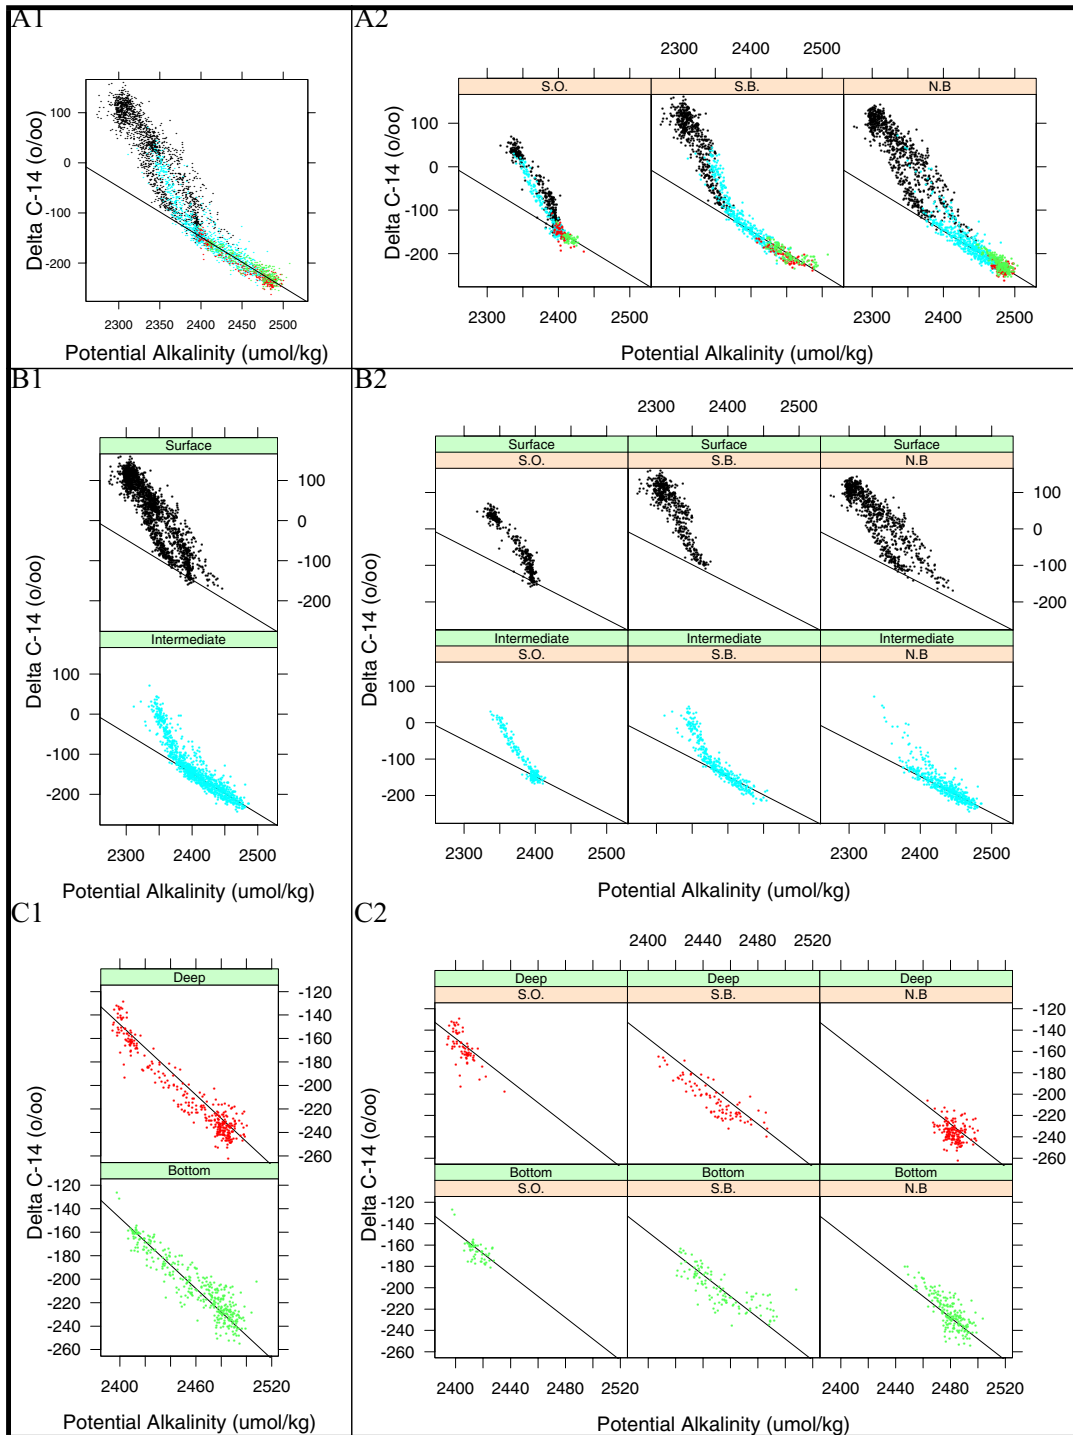 A1
A2
2300 2400 2500
S.O. S.B. N.B
100
0
-100
-200
Delta C-14 (o/oo)
2300 2350 2400 2450 2500
Potential Alkalinity (umol/kg)
100
0
-100
-200
Delta C-14 (o/oo)
2300 2400 2500
2300 2400 2500
Potential Alkalinity (umol/kg)
B1
B2
Surface
100
0
-100
-200
Intermediate
100
0
-100
-200
Delta C-14 (o/oo)
2300 2400 2500
Potential Alkalinity (umol/kg)
2300 2400 2500
Surface Surface Surface
S.O. S.B. N.B
100
0
-100
-200
Intermediate Intermediate Intermediate
S.O. S.B. N.B
100
0
-100
-200
Delta C-14 (o/oo)
2300 2400 2500
2300 2400 2500
Potential Alkalinity (umol/kg)
C1
C2
Deep
-120
-140
-160
-180
-200
-220
-240
-260
Bottom
-120
-140
-160
-180
-200
-220
-240
-260
Delta C-14 (o/oo)
2400 2460 2520
Potential Alkalinity (umol/kg)
2400 2440 2480 2520
Deep Deep Deep
S.O. S.B. N.B
-120
-140
-160
-180
-200
-220
-240
-260
Bottom Bottom Bottom
S.O. S.B. N.B
-120
-140
-160
-180
-200
-220
-240
-260
Delta C-14 (o/oo)
2400 2440 2480 2520
2400 2440 2480 2520
Potential Alkalinity (umol/kg)